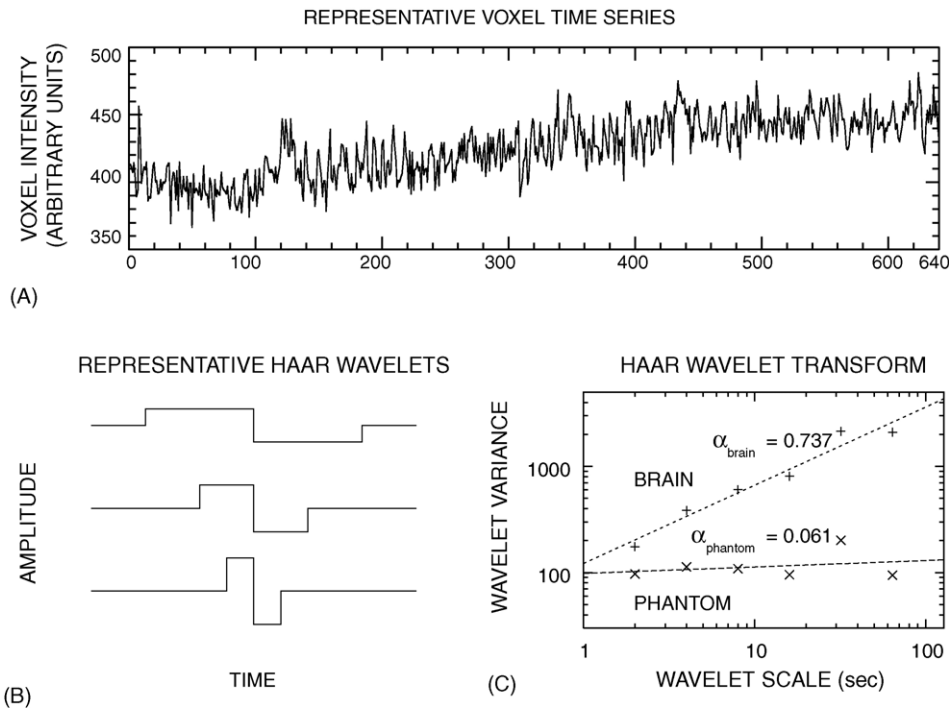 REPRESENTATIVE VOXEL TIME SERIES
VOXEL INTENSITY
(ARBITRARY UNITS)
500
450
400
350
0 100 200 300 400 500 600 640
(A)
REPRESENTATIVE HAAR WAVELETS
AMPLITUDE
TIME
(B)
HAAR WAVELET TRANSFORM
WAVELET VARIANCE
1000
100
αbrain = 0.737
BRAIN
αphantom = 0.061
PHANTOM
1 10 100
WAVELET SCALE (sec)
(C)